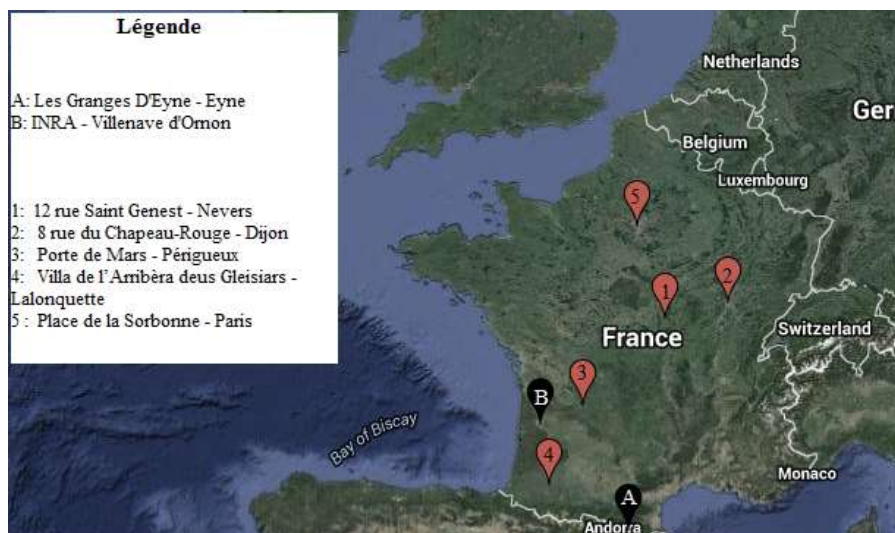 Légende
A: Les Granges D'Eyne - Eyne
B: INRA - Villenave d'Ornon
1: 12 rue Saint Genest - Nevers
2: 8 rue du Chapeau-Rouge - Dijon
3: Porte de Mars - Périgueux
4: Villa de l'Arribèra deus Gleisiars -
Lalonquette
5 : Place de la Sorbonne - Paris
Netherlands
Ger
Belgium
Luxembourg
5
1
2
France
Switzerland
3
B
Bay of Biscay
4
Monaco
A
Andorra